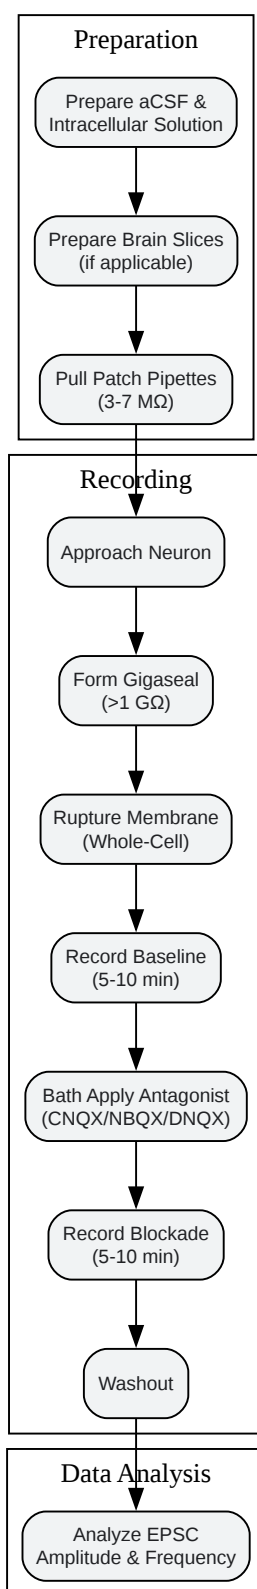 Preparation
Prepare aCSF &
Intracellular Solution
Prepare Brain Slices
(if applicable)
Pull Patch Pipettes
(3-7 MΩ)
Recording
Approach Neuron
Form Gigaseal
(>1 GΩ)
Rupture Membrane
(Whole-Cell)
Record Baseline
(5-10 min)
Bath Apply Antagonist
(CNQX/NBQX/DNQX)
Record Blockade
(5-10 min)
Washout
Data Analysis
Analyze EPSC
Amplitude & Frequency